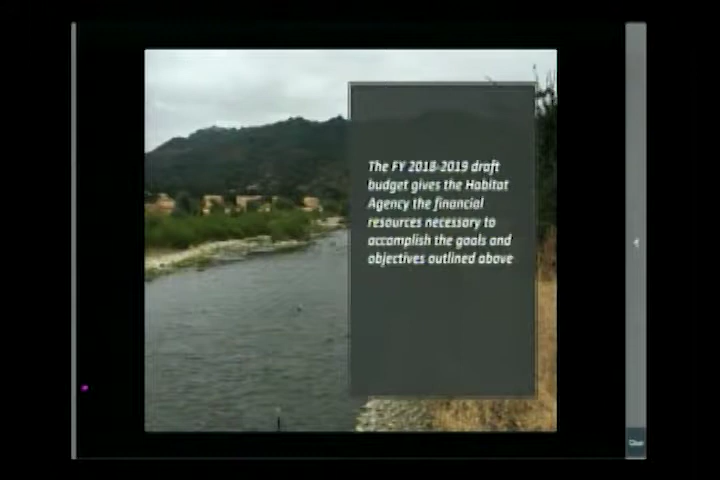 The FY 2018-2019 draft
budget gives the Habitat
Agency the financial
resources necessary to
accomplish the goals and
objectives outlined above